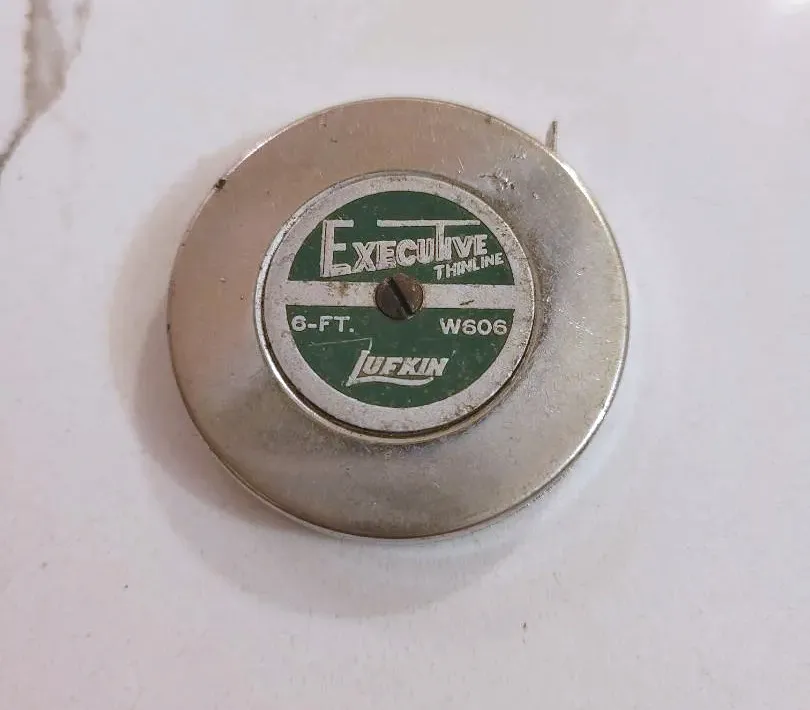 EXECUTIVE
THINLINE
6-FT. W606
LUFKIN